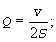 Q = v/2S;